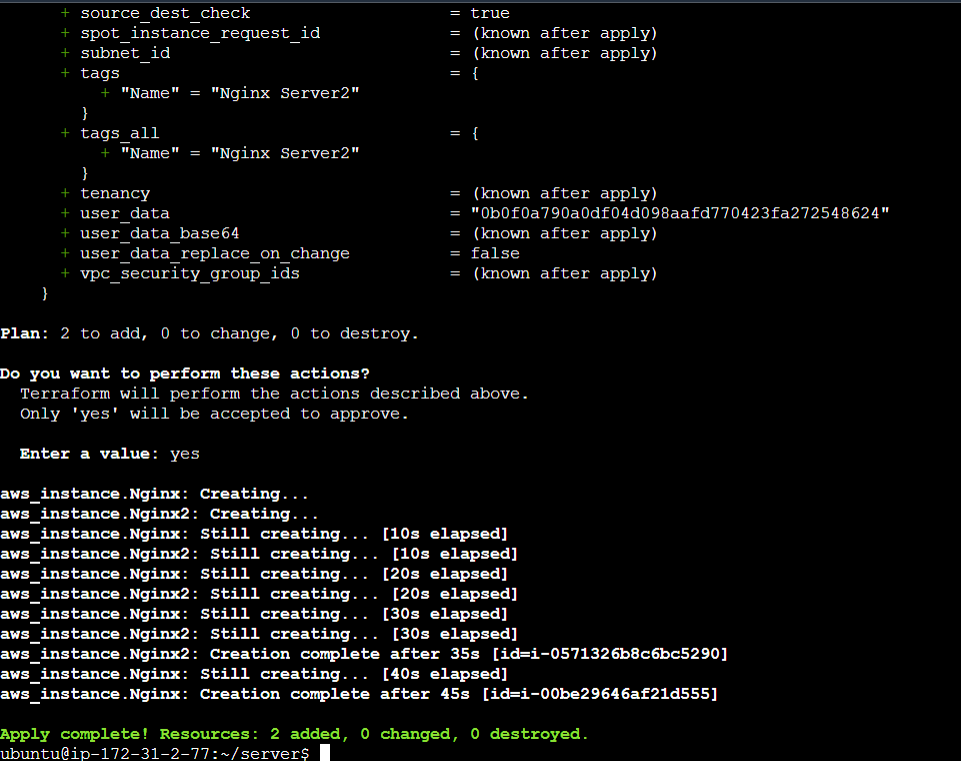 + source_dest_check = true
+ spot_instance_request_id = (known after apply)
+ subnet_id = (known after apply)
+ tags = {
+ "Name" = "Nginx Server2"
}
+ tags_all = {
+ "Name" = "Nginx Server2"
}
+ tenancy = (known after apply)
+ user_data = "0b0f0a790a0df04d098aafd770423fa272548624"
+ user_data_base64 = (known after apply)
+ user_data_replace_on_change = false
+ vpc_security_group_ids = (known after apply)
}
Plan: 2 to add, 0 to change, 0 to destroy.
Do you want to perform these actions?
Terraform will perform the actions described above.
Only 'yes' will be accepted to approve.
Enter a value: yes
aws_instance.Nginx: Creating...
aws_instance.Nginx2: Creating...
aws_instance.Nginx: Still creating... [10s elapsed]
aws_instance.Nginx2: Still creating... [10s elapsed]
aws_instance.Nginx: Still creating... [20s elapsed]
aws_instance.Nginx2: Still creating... [20s elapsed]
aws_instance.Nginx: Still creating... [30s elapsed]
aws_instance.Nginx2: Still creating... [30s elapsed]
aws_instance.Nginx2: Creation complete after 35s [id=i-0571326b8c6bc5290]
aws_instance.Nginx: Still creating... [40s elapsed]
aws_instance.Nginx: Creation complete after 45s [id=i-00be29646af21d555]
Apply complete! Resources: 2 added, 0 changed, 0 destroyed.
ubuntu@ip-172-31-2-77:~/server$